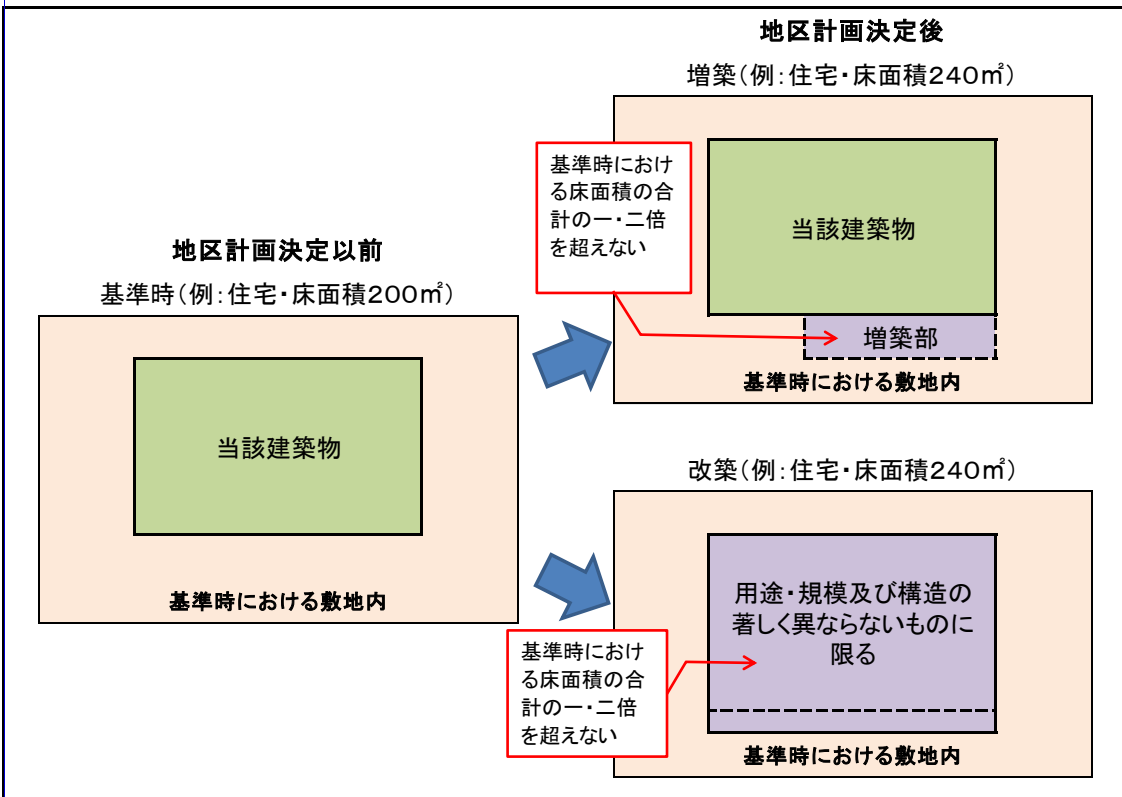 地区計画決定以前
基準時(例:住宅・床面積200㎡)
当該建築物
基準時における敷地内
地区計画決定後
増築(例:住宅・床面積240㎡)
基準時におけ
る床面積の合
計の一・二倍
を超えない
当該建築物
増築部
基準時における敷地内
改築(例:住宅・床面積240㎡)
基準時におけ
る床面積の合
計の一・二倍
を超えない
用途・規模及び構造の
著しく異ならないものに
限る
基準時における敷地内